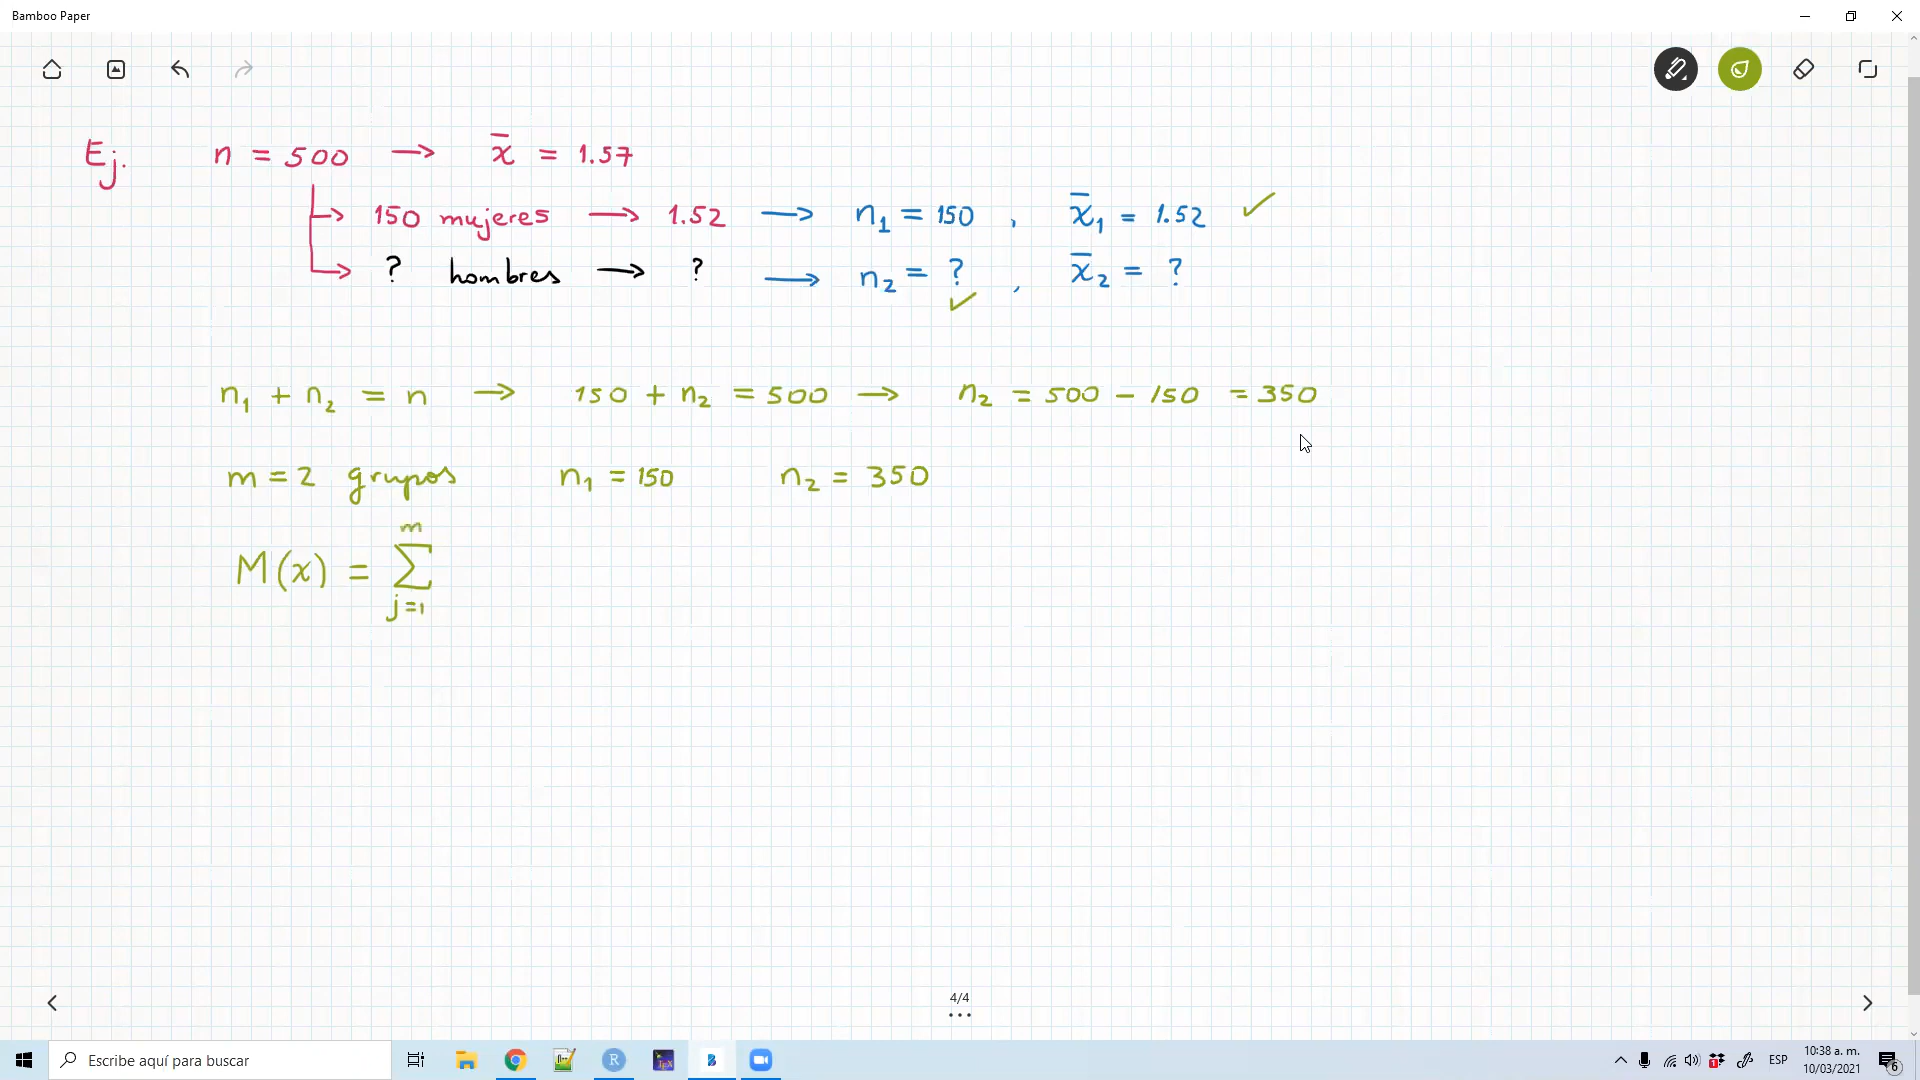 Bamboo Paper
Ej. n = 500 → x̄ = 1.57
150 mujeres → 1.52 → n₁ = 150 , x̄₁ = 1.52 ✓
? hombres → ? → n₂ = ? , x̄₂ = ?
✓
n₁ + n₂ = n → 150 + n₂ = 500 → n₂ = 500 − 150 = 350
m = 2 grupos n₁ = 150 n₂ = 350
m
M(x) = ∑
j=1
4/4
Escribe aquí para buscar
ESP
10:38 a. m.
10/03/2021
6